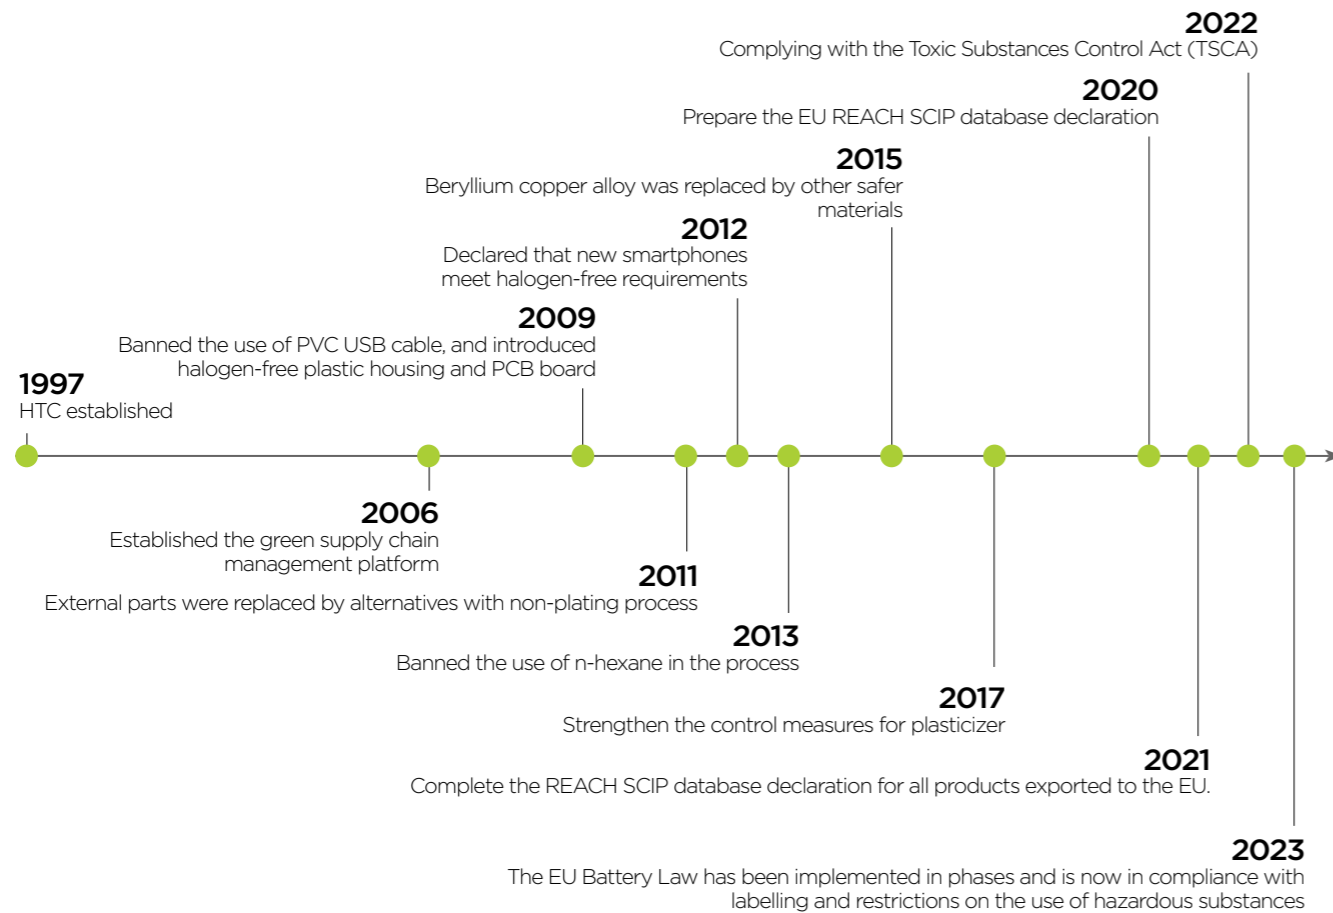 2022
Complying with the Toxic Substances Control Act (TSCA)
2020
Prepare the EU REACH SCIP database declaration
2015
Beryllium copper alloy was replaced by other safer
materials
2012
Declared that new smartphones
meet halogen-free requirements
2009
Banned the use of PVC USB cable, and introduced
halogen-free plastic housing and PCB board
1997
HTC established
2006
Established the green supply chain
management platform
2011
External parts were replaced by alternatives with non-plating process
2013
Banned the use of n-hexane in the process
2017
Strengthen the control measures for plasticizer
2021
Complete the REACH SCIP database declaration for all products exported to the EU.
2023
The EU Battery Law has been implemented in phases and is now in compliance with
labelling and restrictions on the use of hazardous substances